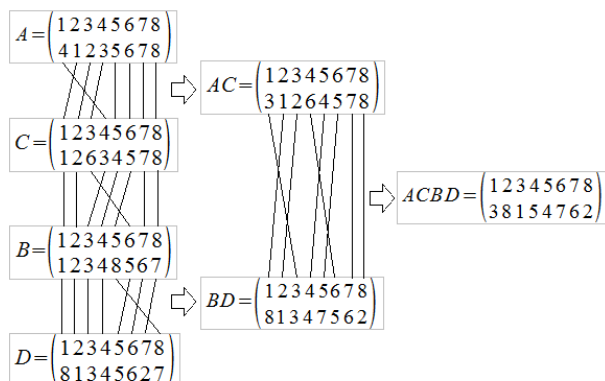 A = ( 1 2 3 4 5 6 7 8
4 1 2 3 5 6 7 8 )
C = ( 1 2 3 4 5 6 7 8
1 2 6 3 4 5 7 8 )
B = ( 1 2 3 4 5 6 7 8
1 2 3 4 8 5 6 7 )
D = ( 1 2 3 4 5 6 7 8
8 1 3 4 5 6 2 7 )
AC = ( 1 2 3 4 5 6 7 8
3 1 2 6 4 5 7 8 )
BD = ( 1 2 3 4 5 6 7 8
8 1 3 4 7 5 6 2 )
ACBD = ( 1 2 3 4 5 6 7 8
3 8 1 5 4 7 6 2 )